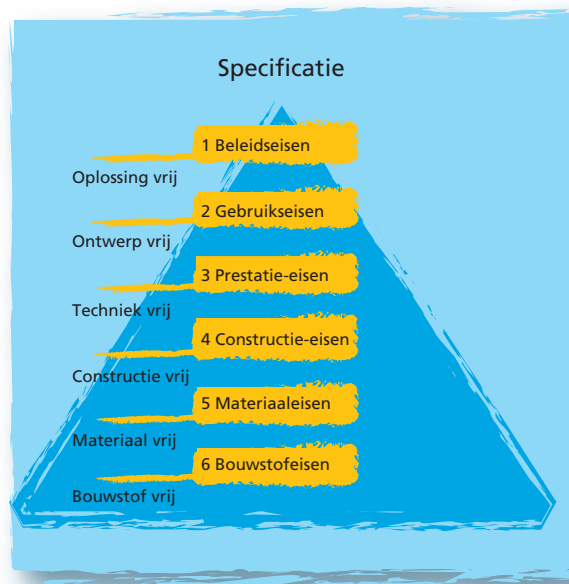 Specificatie
1 Beleidseisen
Oplossing vrij
2 Gebruikseisen
Ontwerp vrij
3 Prestatie-eisen
Techniek vrij
4 Constructie-eisen
Constructie vrij
5 Materiaaleisen
Materiaal vrij
6 Bouwstofeisen
Bouwstof vrij